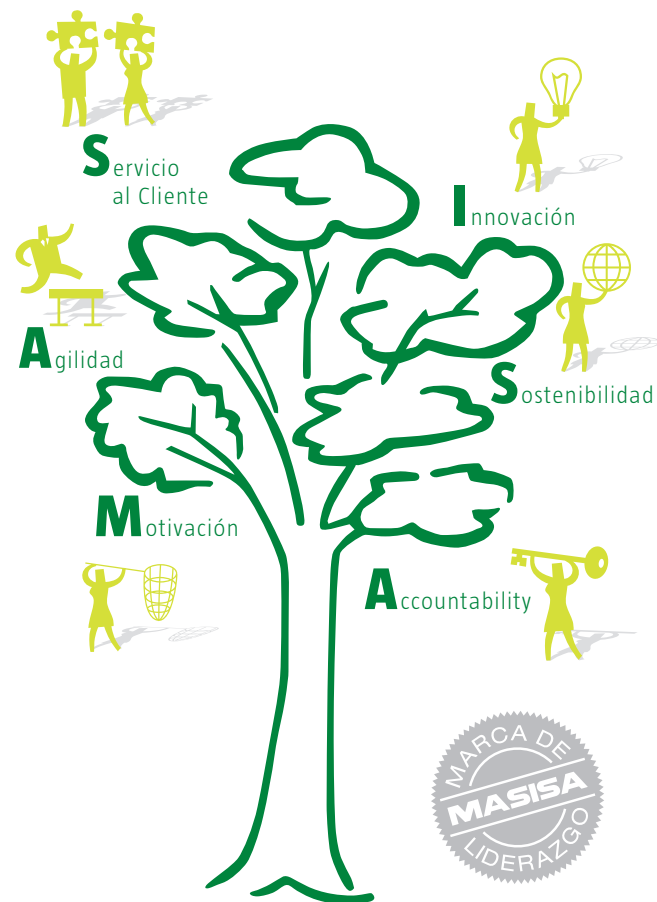 Servicio
al Cliente
Innovación
Agilidad
Sostenibilidad
Motivación
Accountability
MARCA DE
MASISA
LIDERAZGO